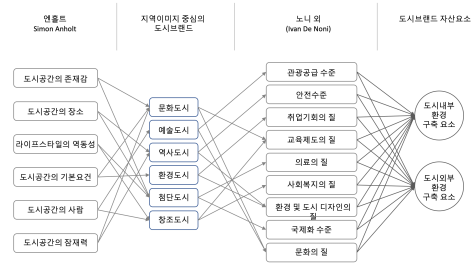 엔홀트
Simon Anholt
지역이미지 중심의
도시브랜드
노니 외
(Ivan De Noni)
도시브랜드 자산요소
도시공간의 존재감
도시공간의 장소
라이프스타일의 역동성
도시공간의 기본요건
도시공간의 사람
도시공간의 잠재력
문화도시
예술도시
역사도시
환경도시
첨단도시
창조도시
관광공급 수준
안전수준
취업기회의 질
교육제도의 질
의료의 질
사회복지의 질
환경 및 도시 디자인의
질
국제화 수준
문화의 질
도시내부
환경
구축 요소
도시외부
환경
구축 요소